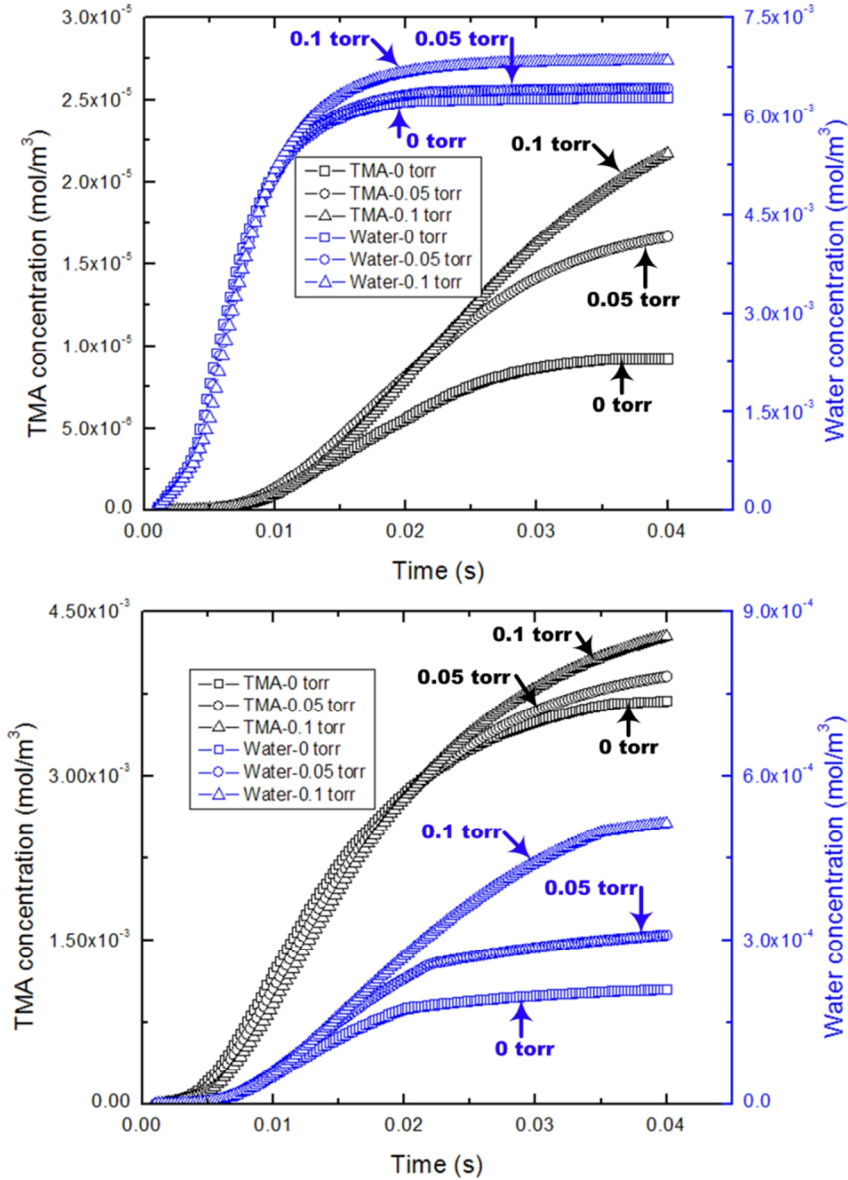 3.0x10-5
7.5x10-3
0.1 torr
0.05 torr
2.5x10-5
6.0x10-3
0 torr
0.1 torr
2.0x10-5
TMA-0 torr
TMA-0.05 torr
TMA-0.1 torr
Water-0 torr
Water-0.05 torr
Water-0.1 torr
4.5x10-3
1.5x10-5
0.05 torr
3.0x10-3
1.0x10-5
0 torr
1.5x10-3
5.0x10-6
0.0
0.0
0.00 0.01 0.02 0.03 0.04
Time (s)
TMA concentration (mol/m3)
Water concentration (mol/m3)
4.50x10-3
9.0x10-4
0.1 torr
0.05 torr
TMA-0 torr
TMA-0.05 torr
TMA-0.1 torr
Water-0 torr
Water-0.05 torr
Water-0.1 torr
0 torr
3.00x10-3
6.0x10-4
0.1 torr
0.05 torr
1.50x10-3
3.0x10-4
0 torr
0.00
0.0
0.00 0.01 0.02 0.03 0.04
Time (s)
TMA concentration (mol/m3)
Water concentration (mol/m3)